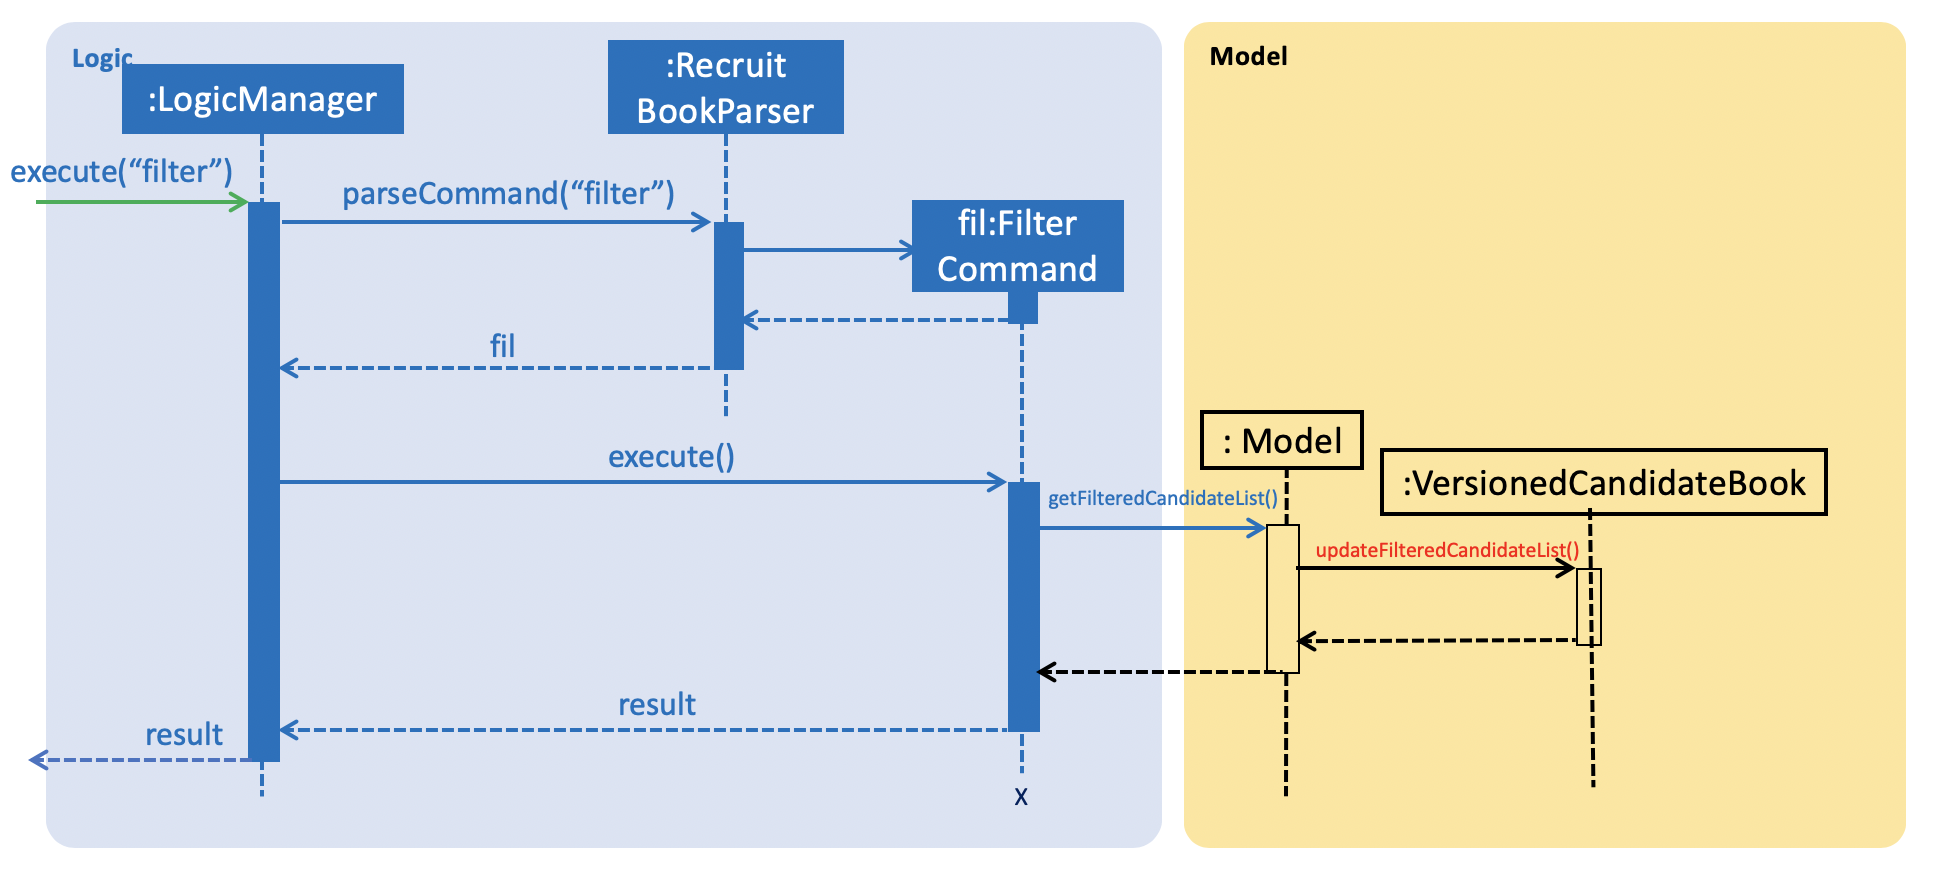 Logic
:LogicManager
:Recruit
BookParser
Model
execute(“filter”)
parseCommand(“filter”)
fil:Filter
Command
fil
execute()
: Model
:VersionedCandidateBook
getFilteredCandidateList()
updateFilteredCandidateList()
result
result
X